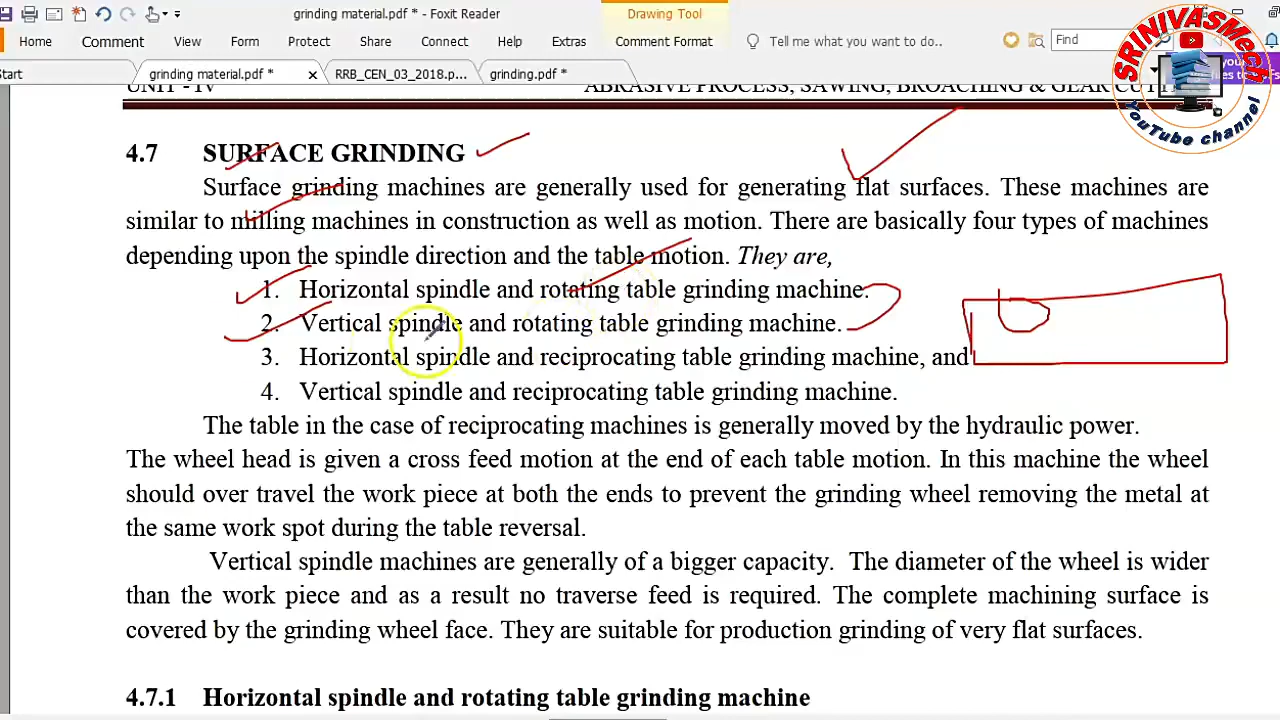 grinding material.pdf * - Foxit Reader
Drawing Tool
Home Comment View Form Protect Share Connect Help Extras Comment Format Tell me what you want to do.. Find
Start grinding material.pdf * RRB_CEN_03_2018.p... grinding.pdf *
SRINIVASMech
YouTube channel
UNIT - IV ABRASIVE PROCESS, SAWING, BROACHING & GEAR
4.7 SURFACE GRINDING
Surface grinding machines are generally used for generating flat surfaces. These machines are
similar to milling machines in construction as well as motion. There are basically four types of machines
depending upon the spindle direction and the table motion. They are,
1. Horizontal spindle and rotating table grinding machine.
2. Vertical spindle and rotating table grinding machine.
3. Horizontal spindle and reciprocating table grinding machine, and
4. Vertical spindle and reciprocating table grinding machine.
The table in the case of reciprocating machines is generally moved by the hydraulic power.
The wheel head is given a cross feed motion at the end of each table motion. In this machine the wheel
should over travel the work piece at both the ends to prevent the grinding wheel removing the metal at
the same work spot during the table reversal.
Vertical spindle machines are generally of a bigger capacity. The diameter of the wheel is wider
than the work piece and as a result no traverse feed is required. The complete machining surface is
covered by the grinding wheel face. They are suitable for production grinding of very flat surfaces.
4.7.1 Horizontal spindle and rotating table grinding machine